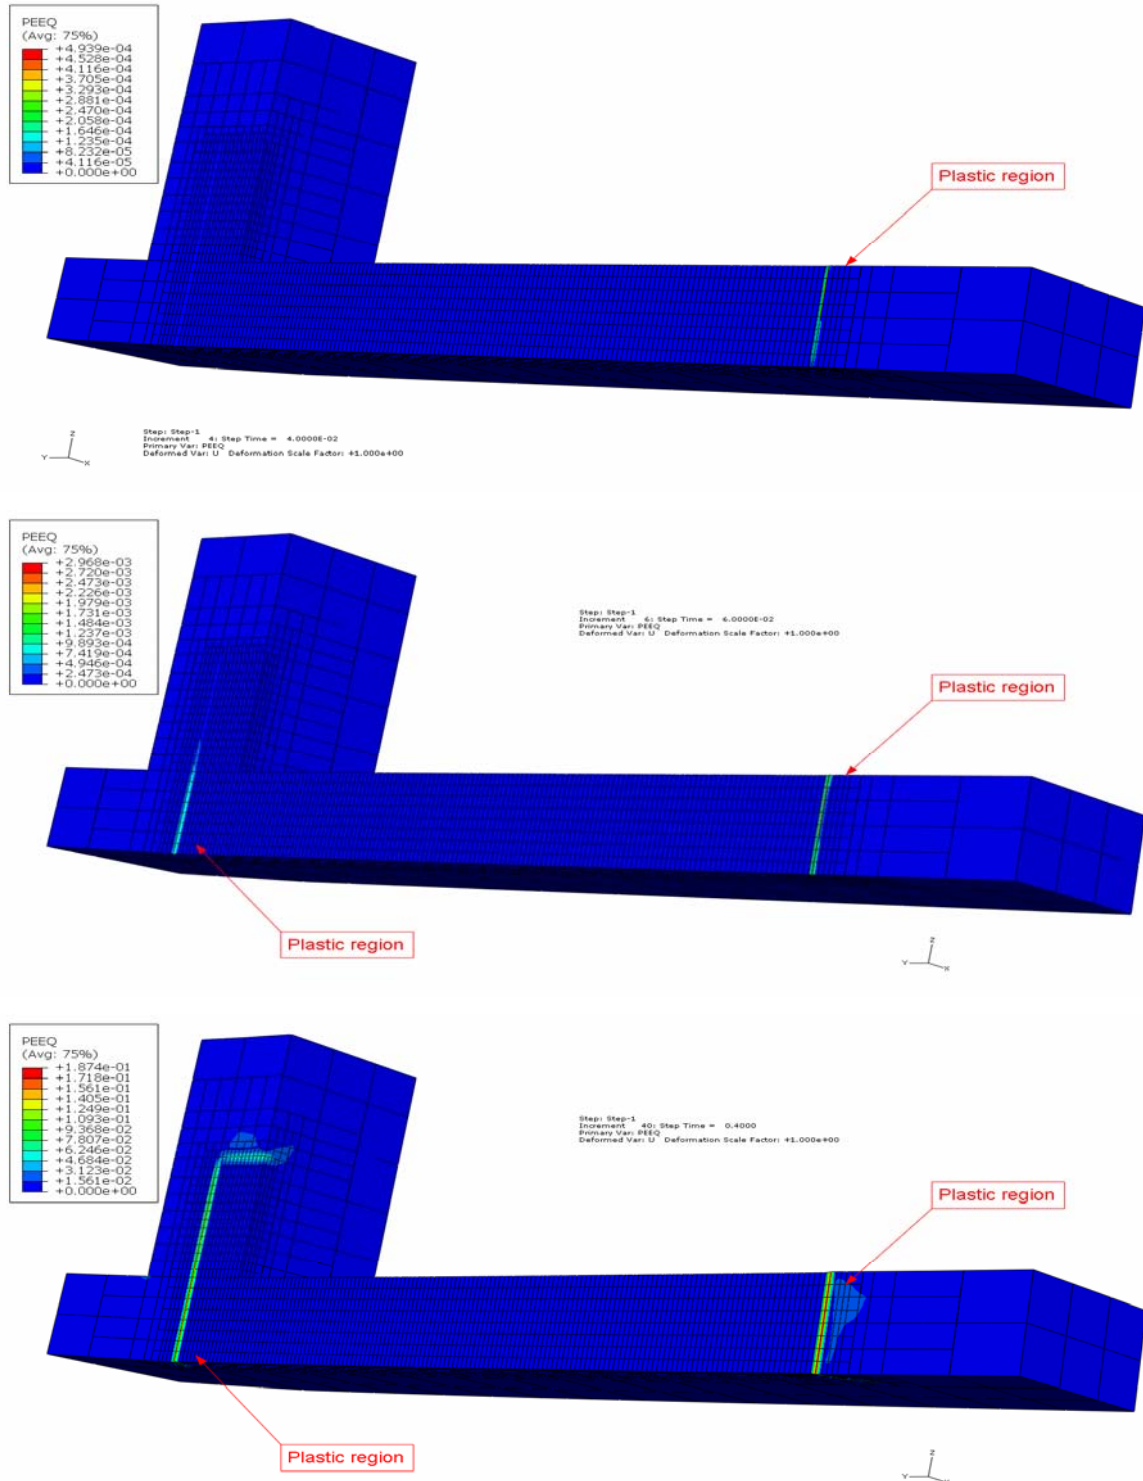 PEEQ
(Avg: 75%)
+4.939e-04
+4.528e-04
+4.116e-04
+3.705e-04
+3.293e-04
+2.881e-04
+2.470e-04
+2.058e-04
+1.646e-04
+1.235e-04
+8.232e-05
+4.116e-05
+0.000e+00
Plastic region
Step: Step-1
Increment 4: Step Time = 4.0000E-02
Primary Var: PEEQ
Deformed Var: U Deformation Scale Factor: +1.000e+00
Z
Y
X
PEEQ
(Avg: 75%)
+2.968e-03
+2.720e-03
+2.473e-03
+2.226e-03
+1.979e-03
+1.731e-03
+1.484e-03
+1.237e-03
+9.893e-04
+7.419e-04
+4.946e-04
+2.473e-04
+0.000e+00
Step: Step-1
Increment 6: Step Time = 6.0000E-02
Primary Var: PEEQ
Deformed Var: U Deformation Scale Factor: +1.000e+00
Plastic region
Plastic region
Z
Y
X
PEEQ
(Avg: 75%)
+1.874e-01
+1.718e-01
+1.561e-01
+1.405e-01
+1.249e-01
+1.093e-01
+9.368e-02
+7.807e-02
+6.246e-02
+4.684e-02
+3.123e-02
+1.561e-02
+0.000e+00
Step: Step-1
Increment 40: Step Time = 0.4000
Primary Var: PEEQ
Deformed Var: U Deformation Scale Factor: +1.000e+00
Plastic region
Plastic region
Z
Y